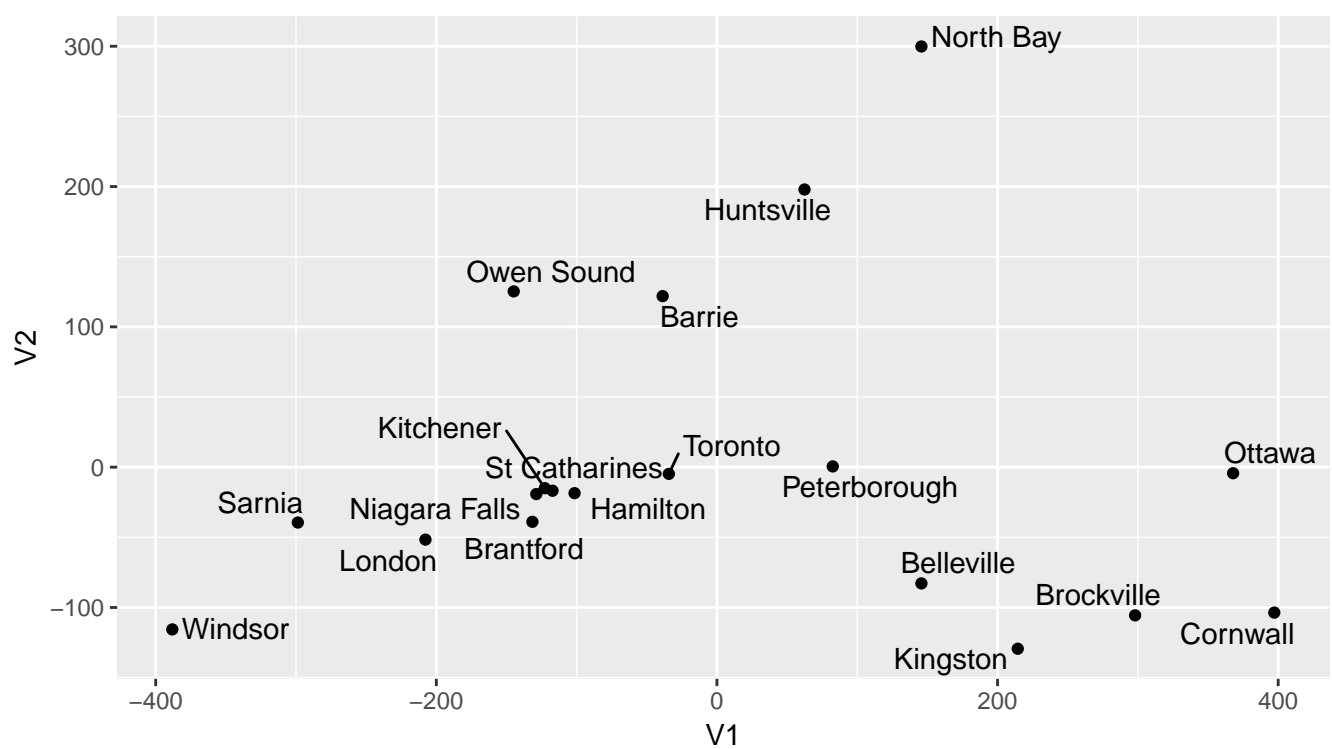 North Bay
300
Huntsville
200
Owen Sound
Barrie
100
V2
Kitchener
Toronto
St Catharines
Ottawa
0
Peterborough
Sarnia
Niagara Falls
Hamilton
Brantford
London
Belleville
Brockville
−100
Windsor
Cornwall
Kingston
−400
−200
0
200
400
V1